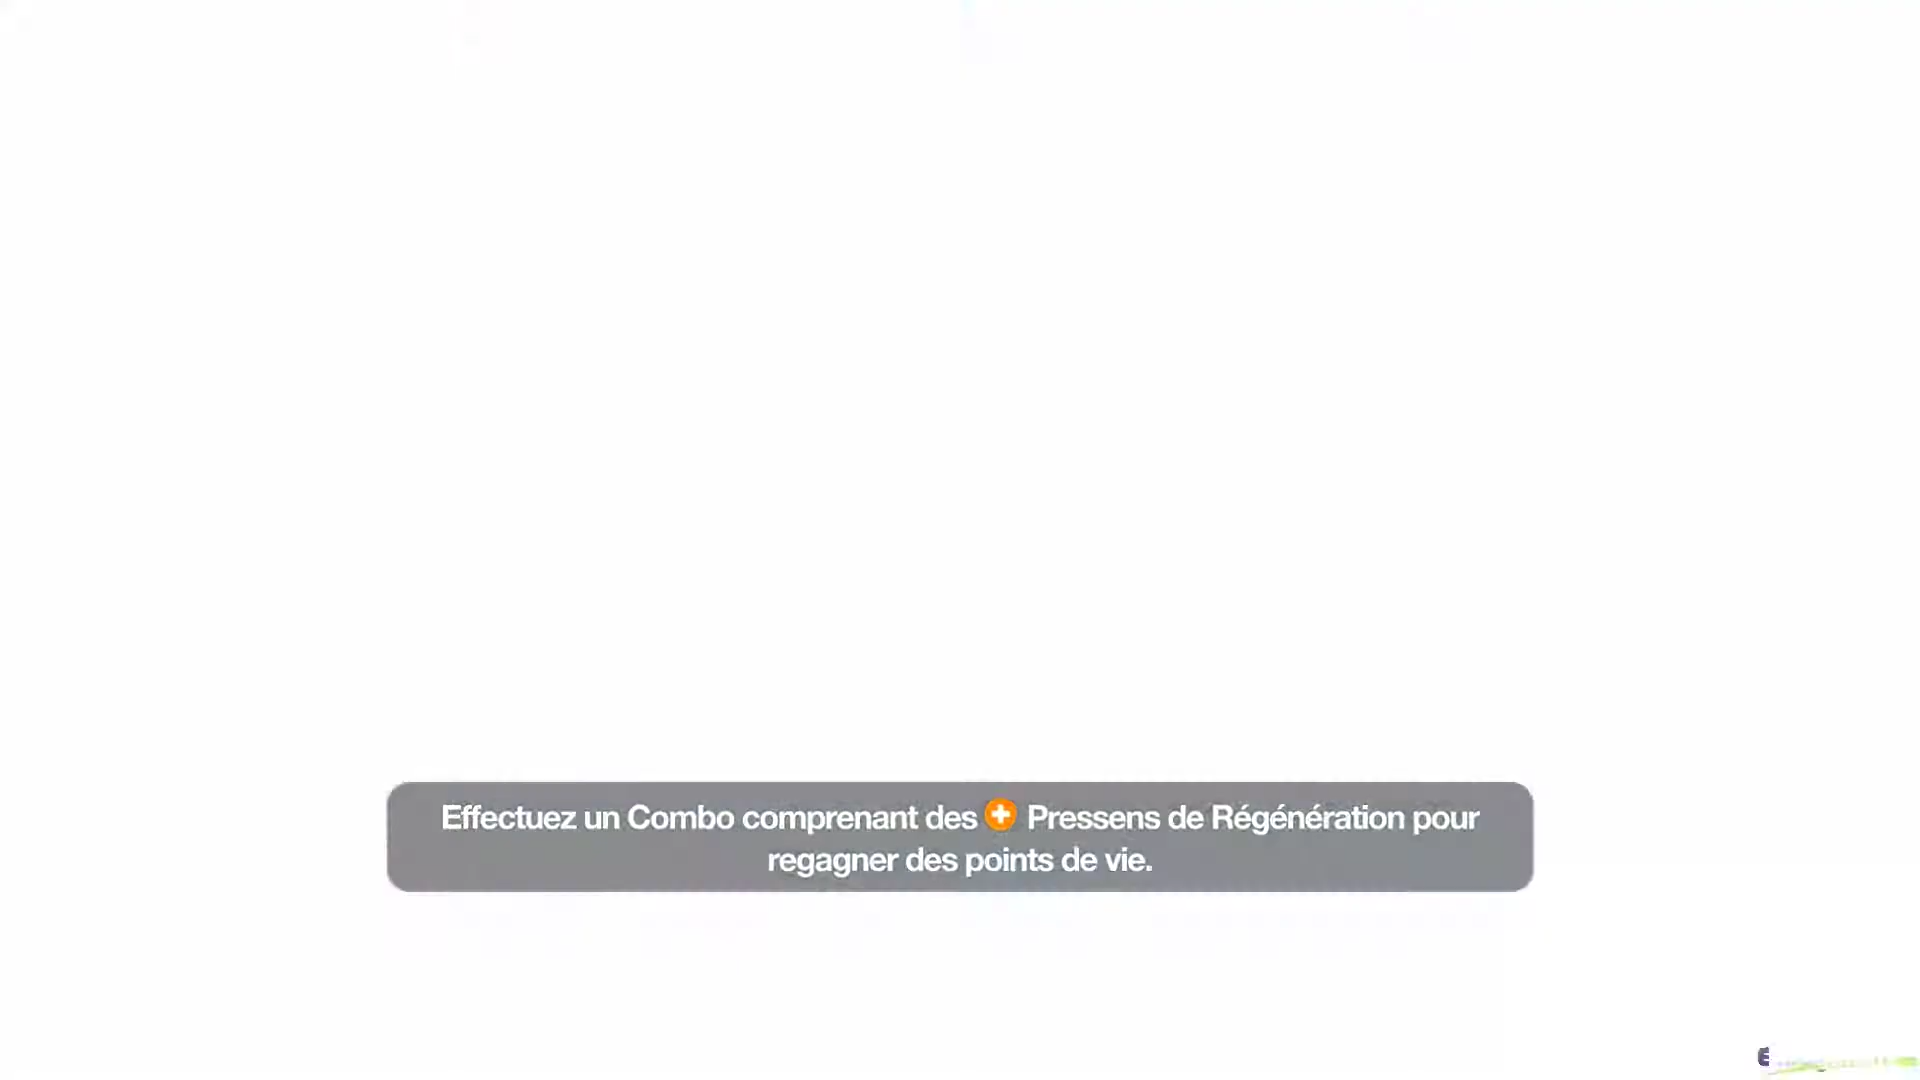 Effectuez un Combo comprenant des Pressens de Régénération pour
regagner des points de vie.